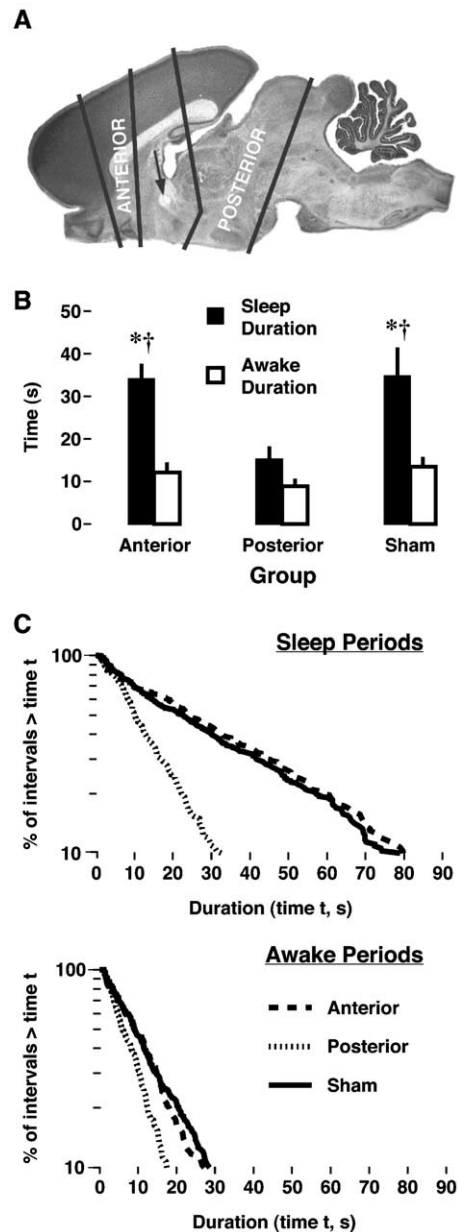 A
ANTERIOR
POSTERIOR
B
Time (s)
50
40
30
20
10
0
*†
*†
Sleep
Duration
Awake
Duration
Anterior Posterior Sham
Group
C
Sleep Periods
% of intervals > time t
100
10
0 10 20 30 40 50 60 70 80 90
Duration (time t, s)
Awake Periods
% of intervals > time t
100
10
Anterior
Posterior
Sham
0 10 20 30 40 50 60 70 80 90
Duration (time t, s)